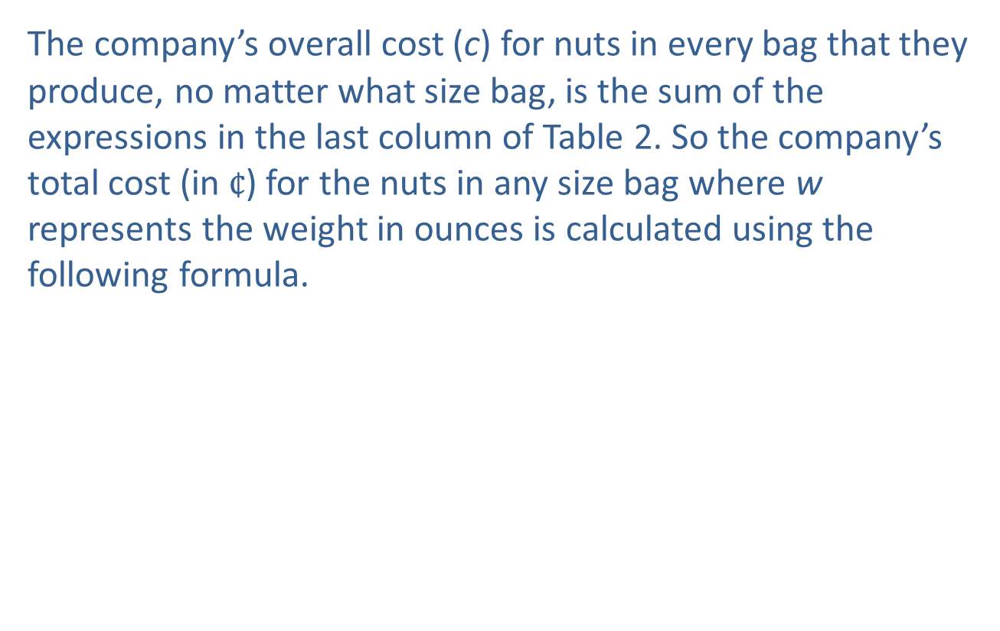 The company’s overall cost (c) for nuts in every bag that they
produce, no matter what size bag, is the sum of the
expressions in the last column of Table 2. So the company’s
total cost (in ¢) for the nuts in any size bag where w
represents the weight in ounces is calculated using the
following formula.